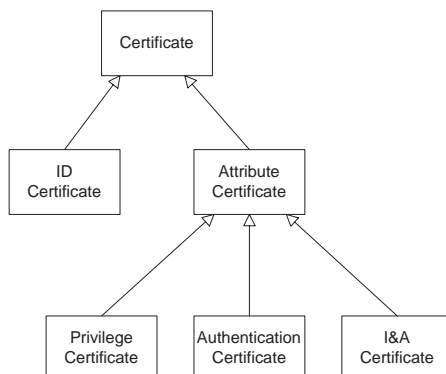 Certificate
ID
Certificate
Attribute
Certificate
Privilege
Certificate
Authentication
Certificate
I&A
Certificate